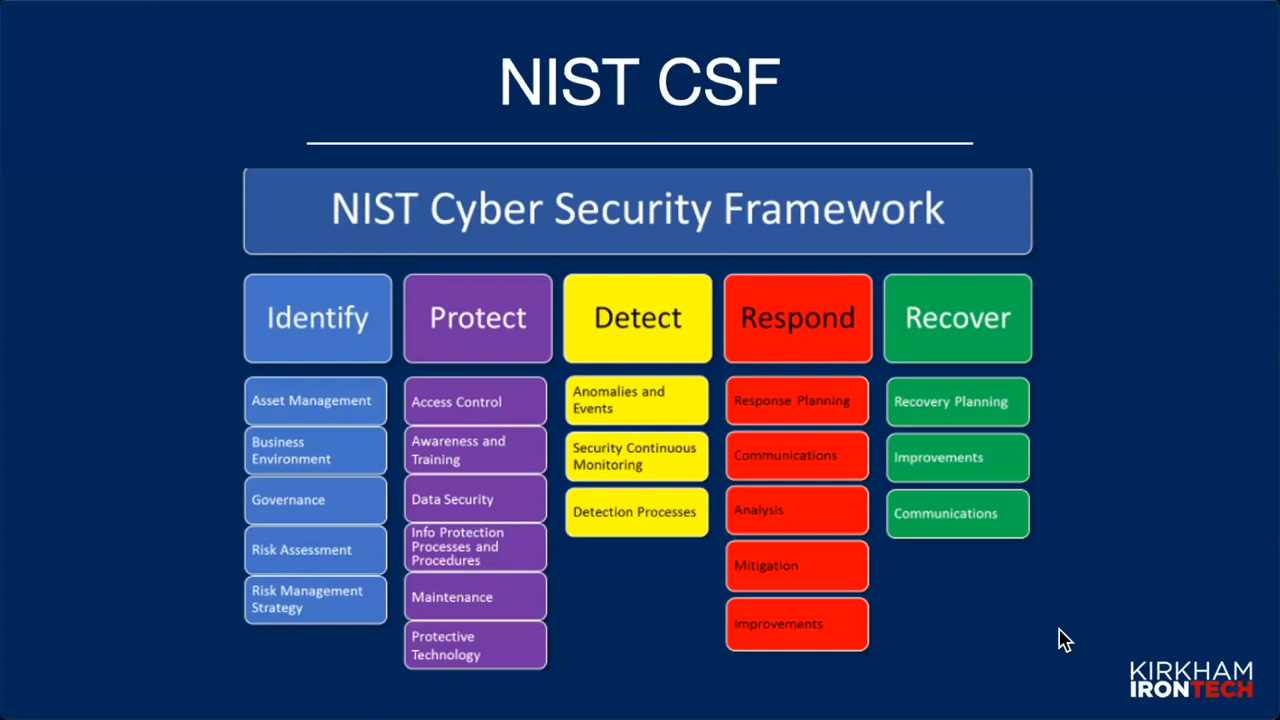 NIST CSF
NIST Cyber Security Framework
Identify
Protect
Detect
Respond
Recover
Asset Management
Business
Environment
Governance
Risk Assessment
Risk Management
Strategy
Access Control
Awareness and
Training
Data Security
Info Protection
Processes and
Procedures
Maintenance
Protective
Technology
Anomalies and
Events
Security Continuous
Monitoring
Detection Processes
Response Planning
Communications
Analysis
Mitigation
Improvements
Recovery Planning
Improvements
Communications
KIRKHAM
IRONTECH